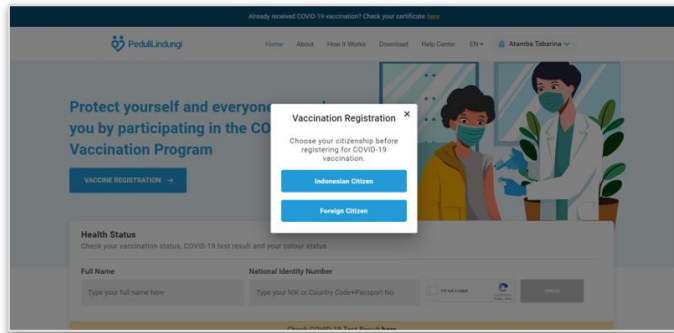 Already received COVID-19 vaccination? Check your certificate here
PeduliLindungi
Home About How It Works Download Help Center EN Atamba Tabarina
Protect yourself and everyone
you by participating in the CO
Vaccination Program
VACCINE REGISTRATION →
Vaccination Registration ×
Choose your citizenship before
registering for COVID-19
vaccination.
Indonesian Citizen
Foreign Citizen
Health Status
Check your vaccination status, COVID-19 test result and your colour status
Full Name National Identity Number
Type your full name here Type your NIK or Country Code+Passport No
I'm not a robot
Check COVID-19 Test Result here